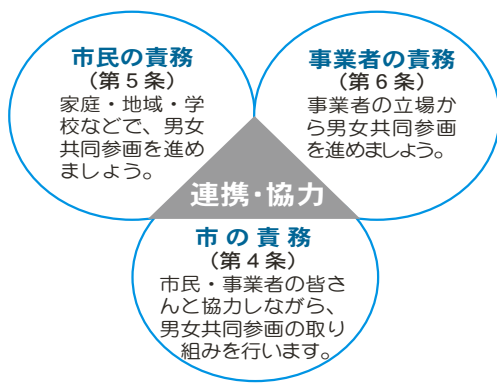 市民の責務
(第5条)
家庭・地域・学
校などで、男女
共同参画を進め
ましょう。
事業者の責務
(第6条)
事業者の立場か
ら男女共同参画
を進めましょう。
連携・協力
市の責務
(第4条)
市民・事業者の皆さ
んと協力しながら、
男女共同参画の取り
組みを行います。